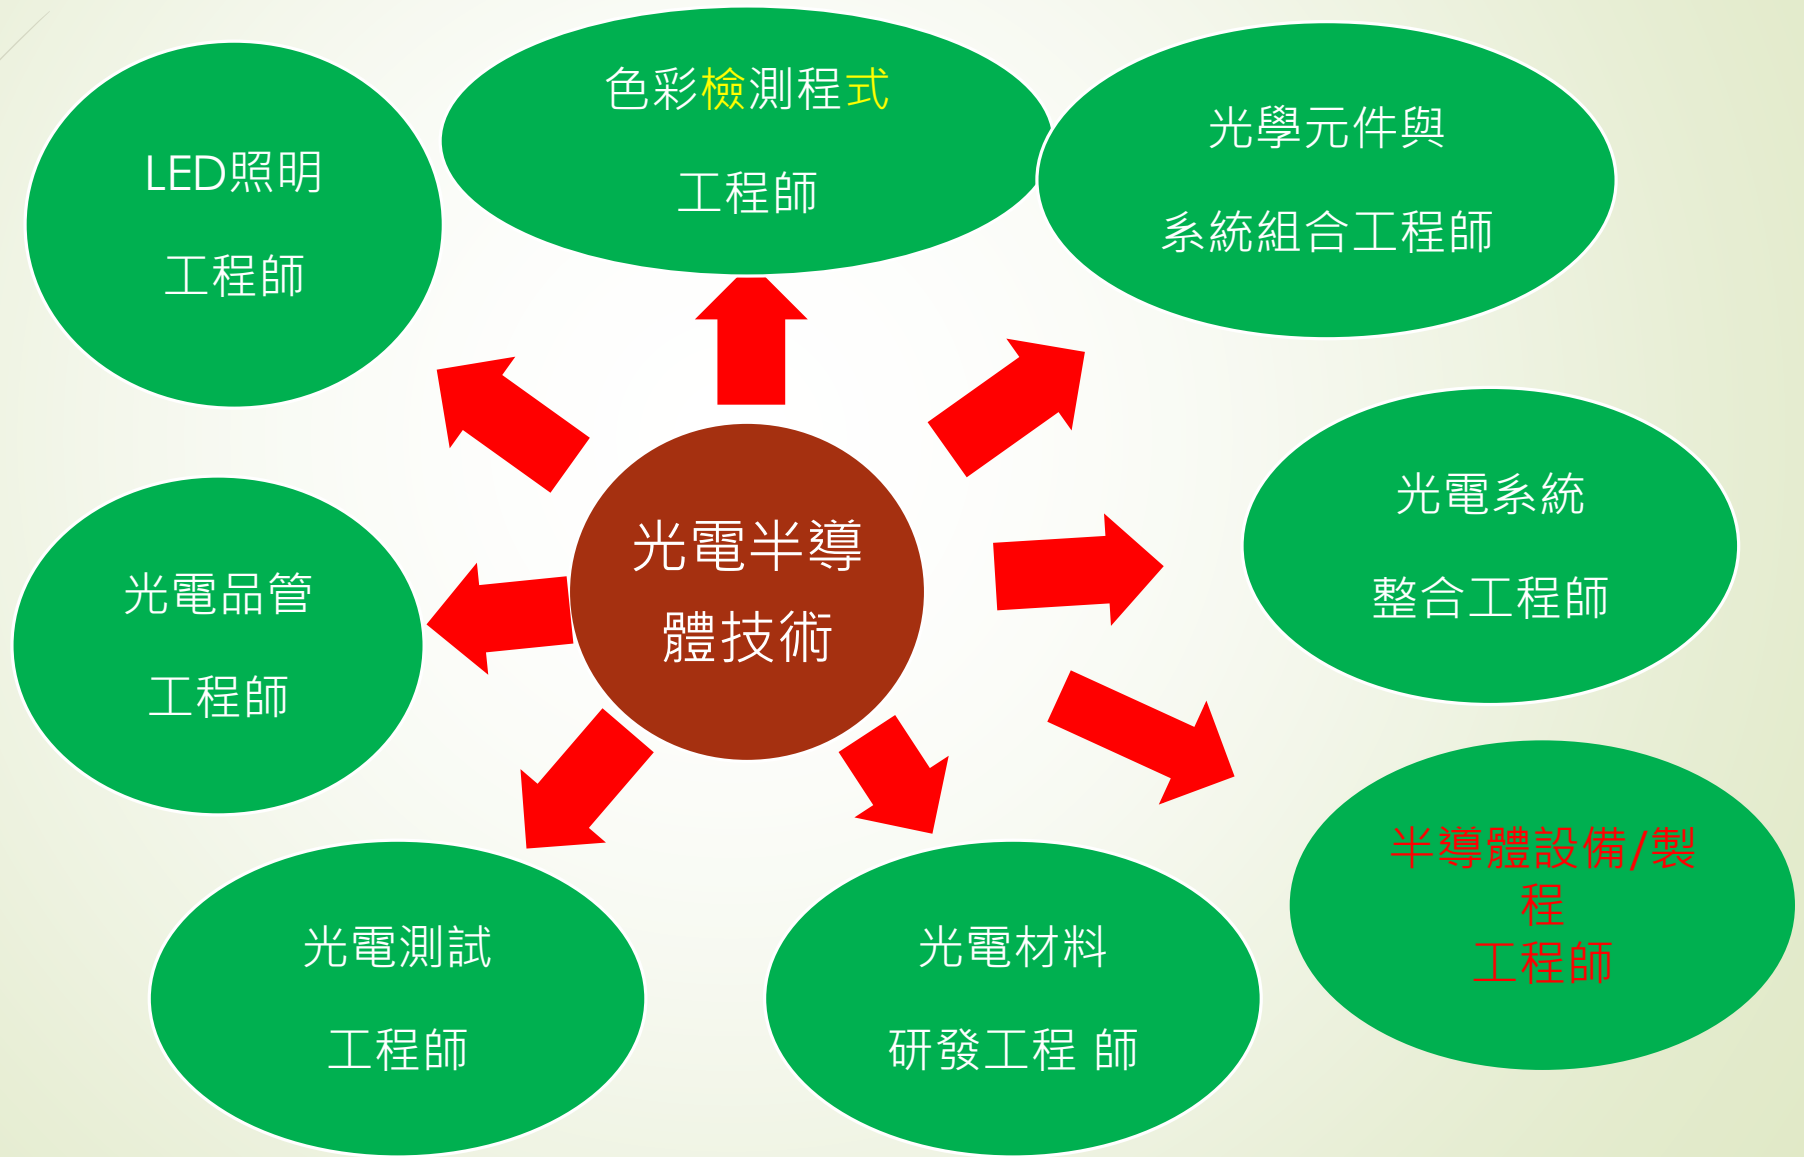 LED照明
工程師
色彩檢測程式
工程師
光學元件與
系統組合工程師
光電系統
整合工程師
光電半導
體技術
光電品管
工程師
半導體設備/製
程
工程師
光電測試
工程師
光電材料
研發工程 師